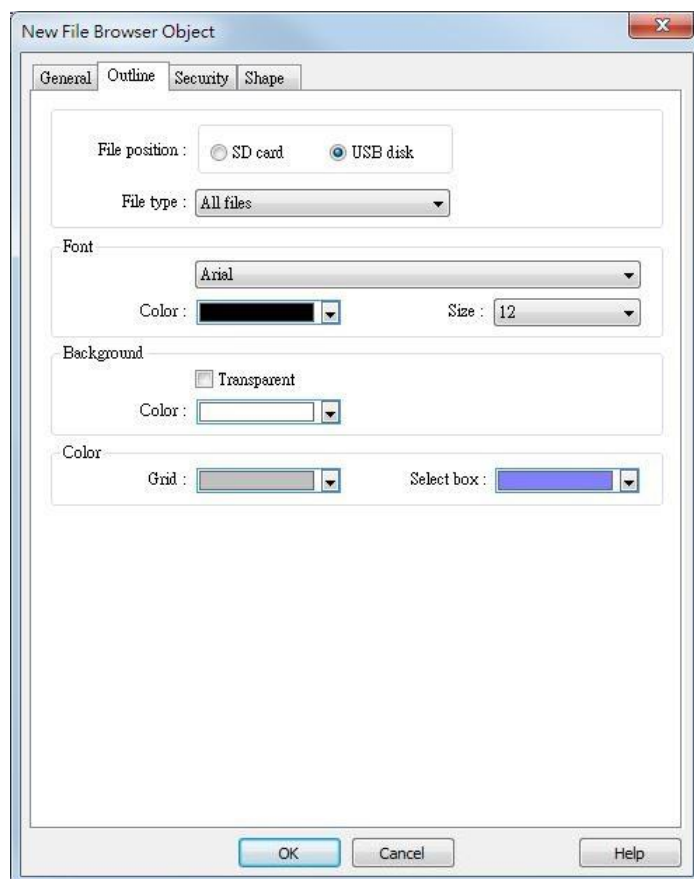 New File Browser Object
General Outline Security Shape
File position : SD card USB disk
File type : All files
Font
Arial
Color : Size : 12
Background
Transparent
Color :
Color
Grid : Select box :
OK Cancel Help